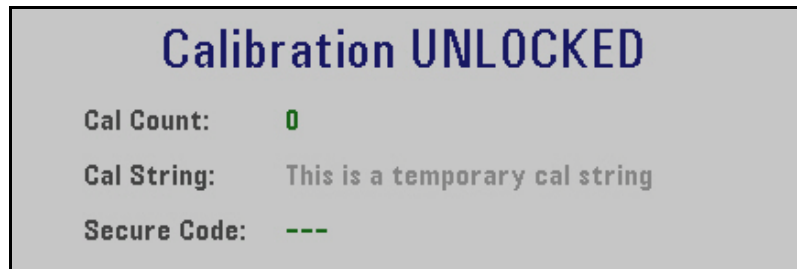 Calibration UNLOCKED
Cal Count: 0
Cal String: This is a temporary cal string
Secure Code: ---